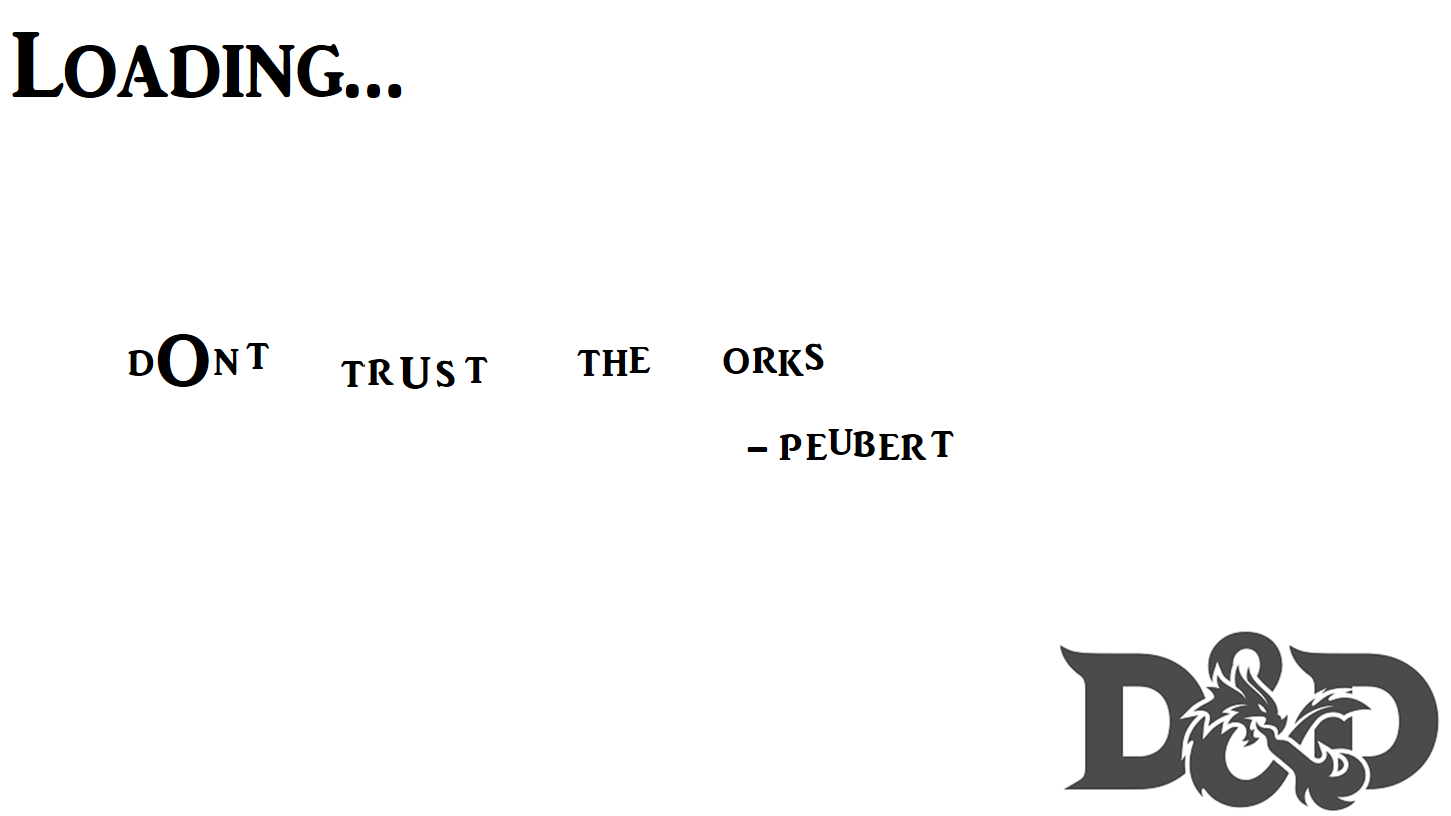 LOADING...
DONT TRUST THE ORKS
– PEUBERT
D&D